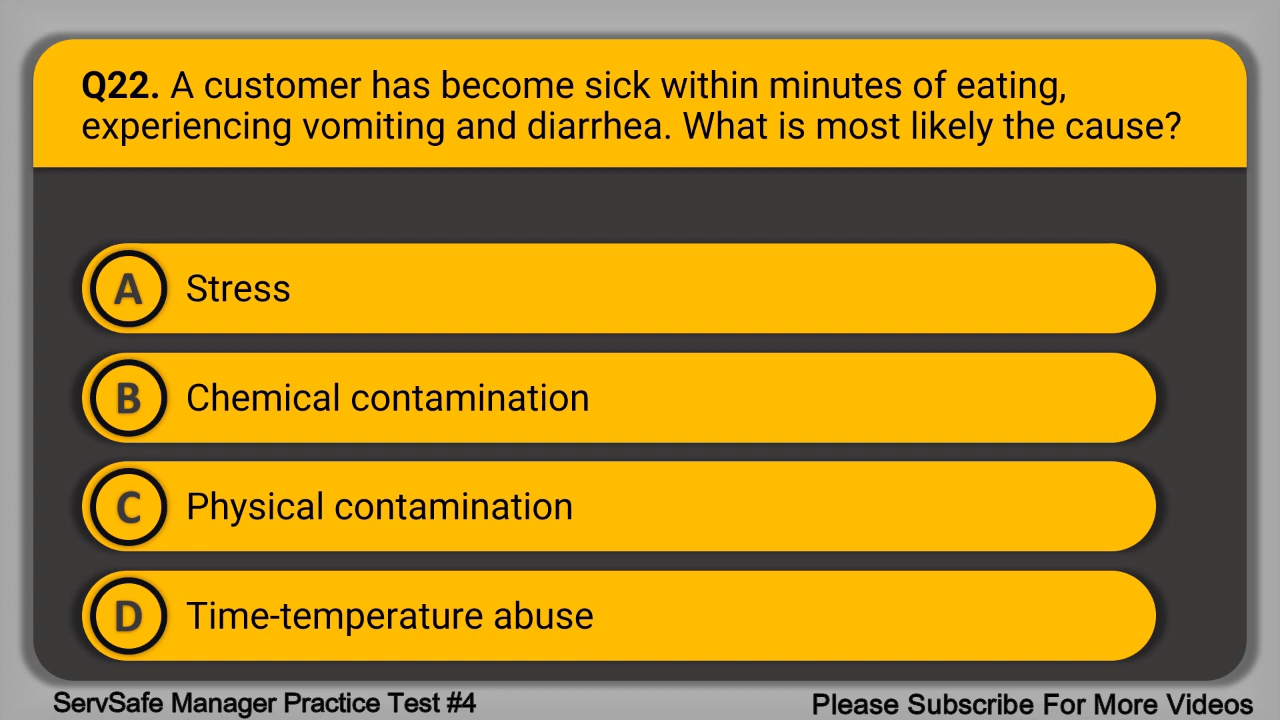 Q22. A customer has become sick within minutes of eating,
experiencing vomiting and diarrhea. What is most likely the cause?
A Stress
B Chemical contamination
C Physical contamination
D Time-temperature abuse
ServSafe Manager Practice Test #4
Please Subscribe For More Videos